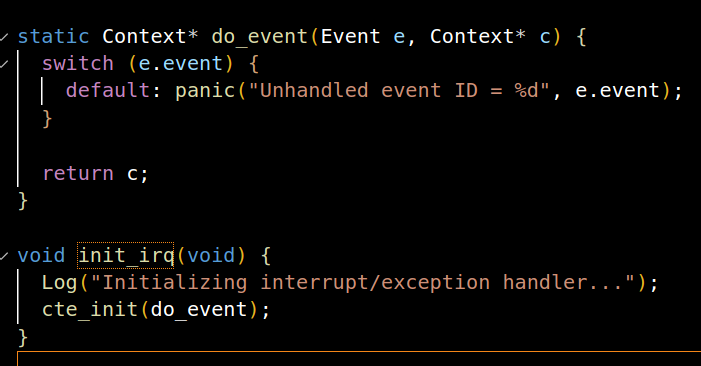 static Context* do_event(Event e, Context* c) {
  switch (e.event) {
    default: panic("Unhandled event ID = %d", e.event);
  }

  return c;
}

void init_irq(void) {
  Log("Initializing interrupt/exception handler...");
  cte_init(do_event);
}